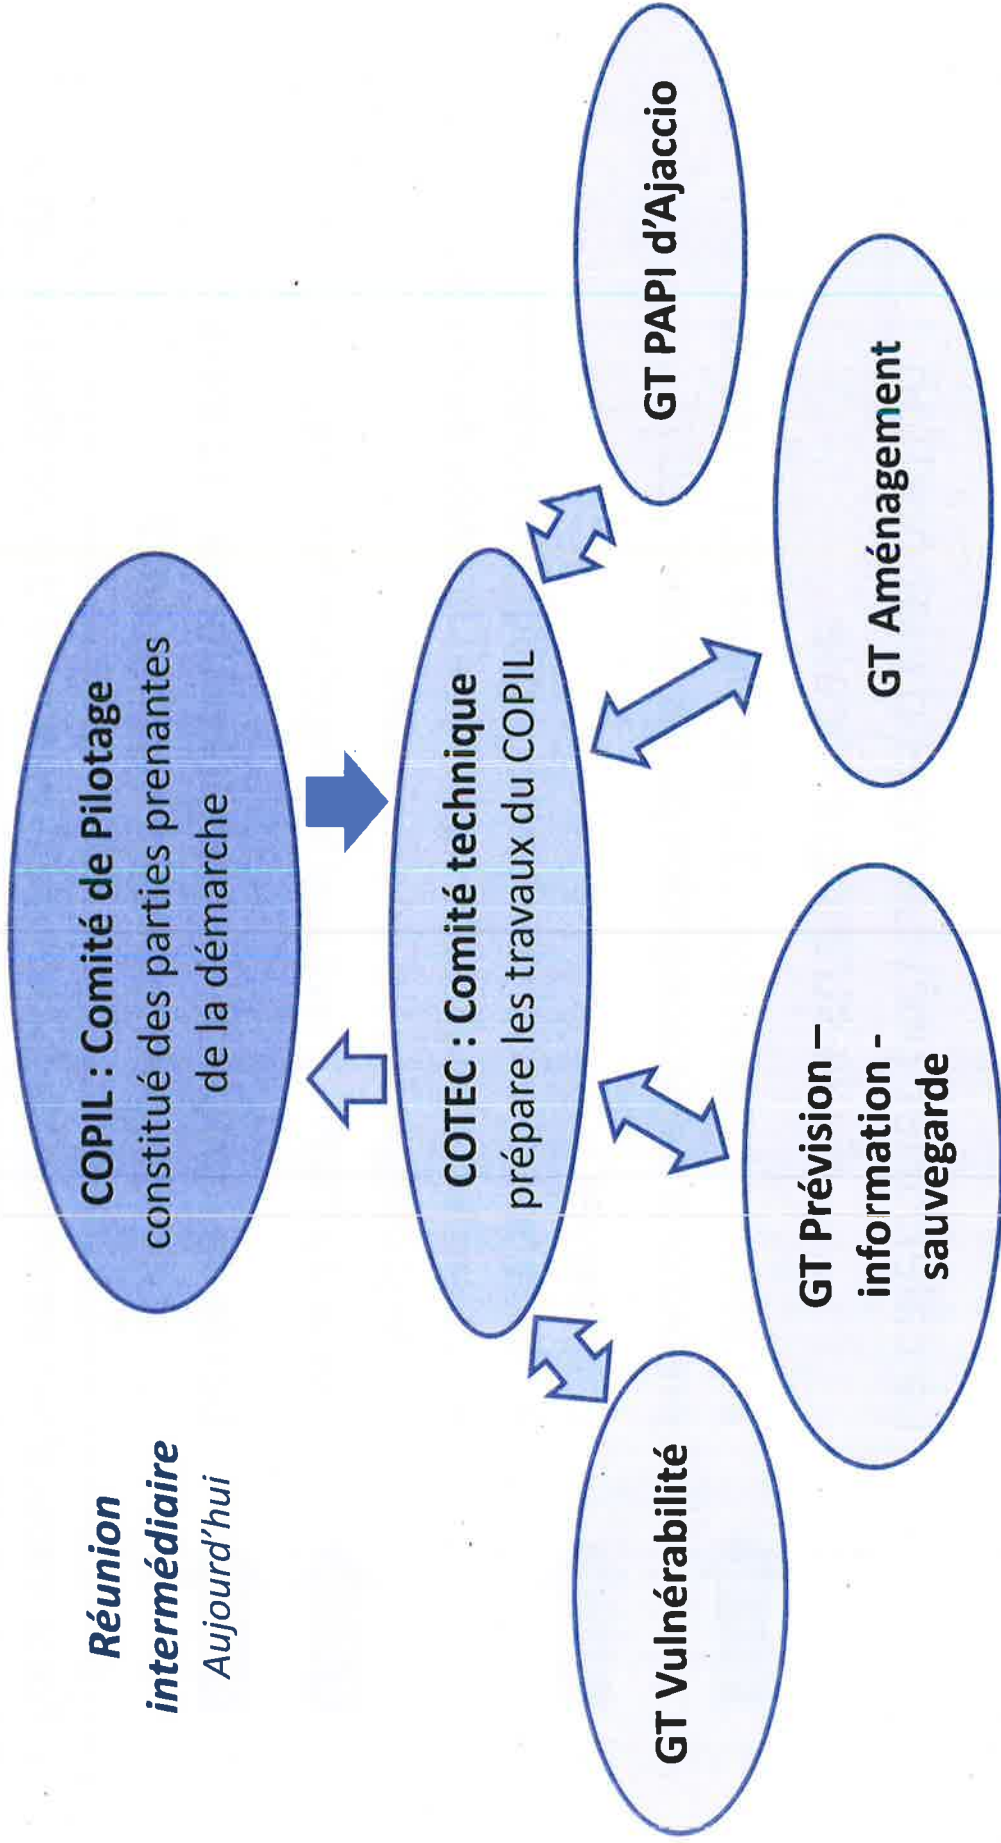 Réunion
intermédiaire
Aujourd'hui
COPIL : Comité de Pilotage
constitué des parties prenantes
de la démarche
COTEC : Comité technique
prépare les travaux du COPIL
GT Vulnérabilité
GT Prévision –
information -
sauvegarde
GT Aménagement
GT PAPI d'Ajaccio